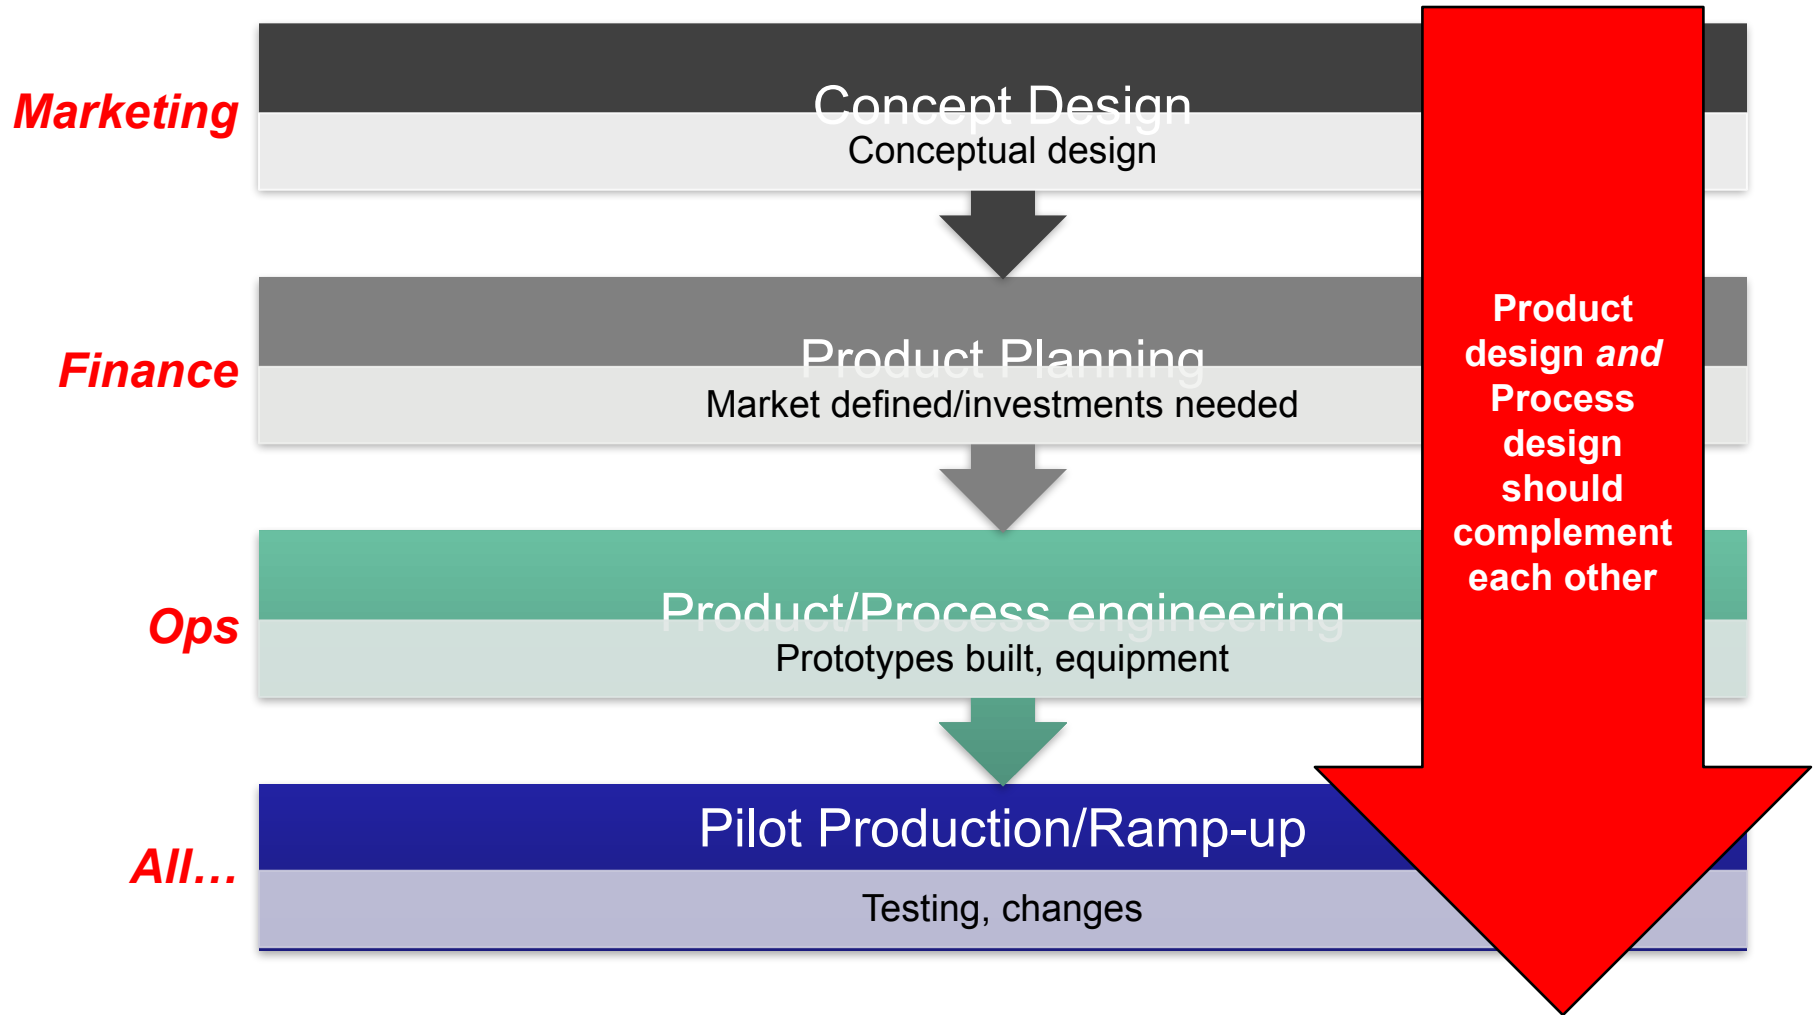 Marketing
Concept Design
Conceptual design
Finance
Product Planning
Market defined/investments needed
Ops
Product/Process engineering
Prototypes built, equipment
All…
Pilot Production/Ramp-up
Testing, changes
Product
design and
Process
design
should
complement
each other